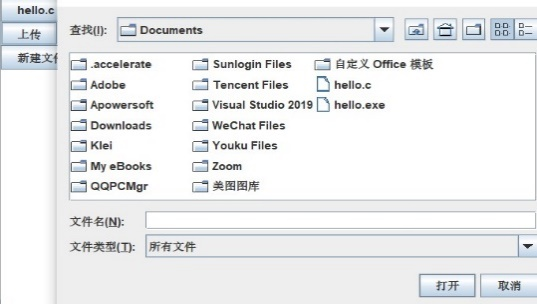 hello.c
上传
新建文件
查找(I):
Documents
.accelerate
Adobe
Apowersoft
Downloads
Klei
My eBooks
QQPCMgr
Sunlogin Files
Tencent Files
Visual Studio 2019
WeChat Files
Youku Files
Zoom
美图图库
自定义 Office 模板
hello.c
hello.exe
文件名(N):
文件类型(T):
所有文件
打开
取消